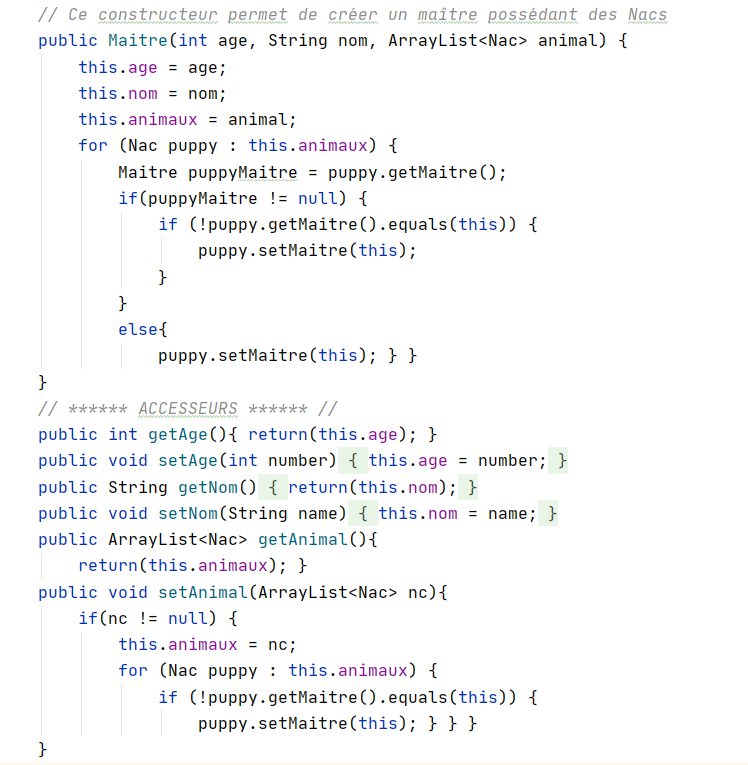 // Ce constructeur permet de créer un maître possédant des Nacs
public Maitre(int age, String nom, ArrayList<Nac> animal) {
    this.age = age;
    this.nom = nom;
    this.animaux = animal;
    for (Nac puppy : this.animaux) {
        Maitre puppyMaitre = puppy.getMaitre();
        if(puppyMaitre != null) {
            if (!puppy.getMaitre().equals(this)) {
                puppy.setMaitre(this);
            }
        }
        else{
            puppy.setMaitre(this); } }
}
// ****** ACCESSEURS ****** //
public int getAge(){ return(this.age); }
public void setAge(int number) { this.age = number; }
public String getNom() { return(this.nom); }
public void setNom(String name) { this.nom = name; }
public ArrayList<Nac> getAnimal(){
    return(this.animaux); }
public void setAnimal(ArrayList<Nac> nc){
    if(nc != null) {
        this.animaux = nc;
        for (Nac puppy : this.animaux) {
            if (!puppy.getMaitre().equals(this)) {
                puppy.setMaitre(this); } } }
}